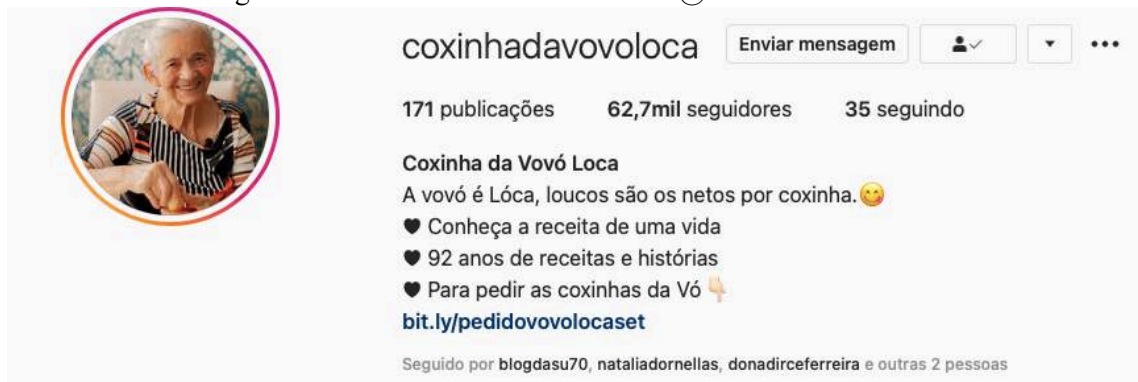 coxinhadavovoloca Enviar mensagem
171 publicações 62,7mil seguidores 35 seguindo
Coxinha da Vovó Loca
A vovó é Lóca, loucos são os netos por coxinha.😋
🖤 Conheça a receita de uma vida
🖤 92 anos de receitas e histórias
🖤 Para pedir as coxinhas da Vó 👇🏻
bit.ly/pedidovovolocaset
Seguido por blogdasu70, nataliadornellas, donadirceferreira e outras 2 pessoas